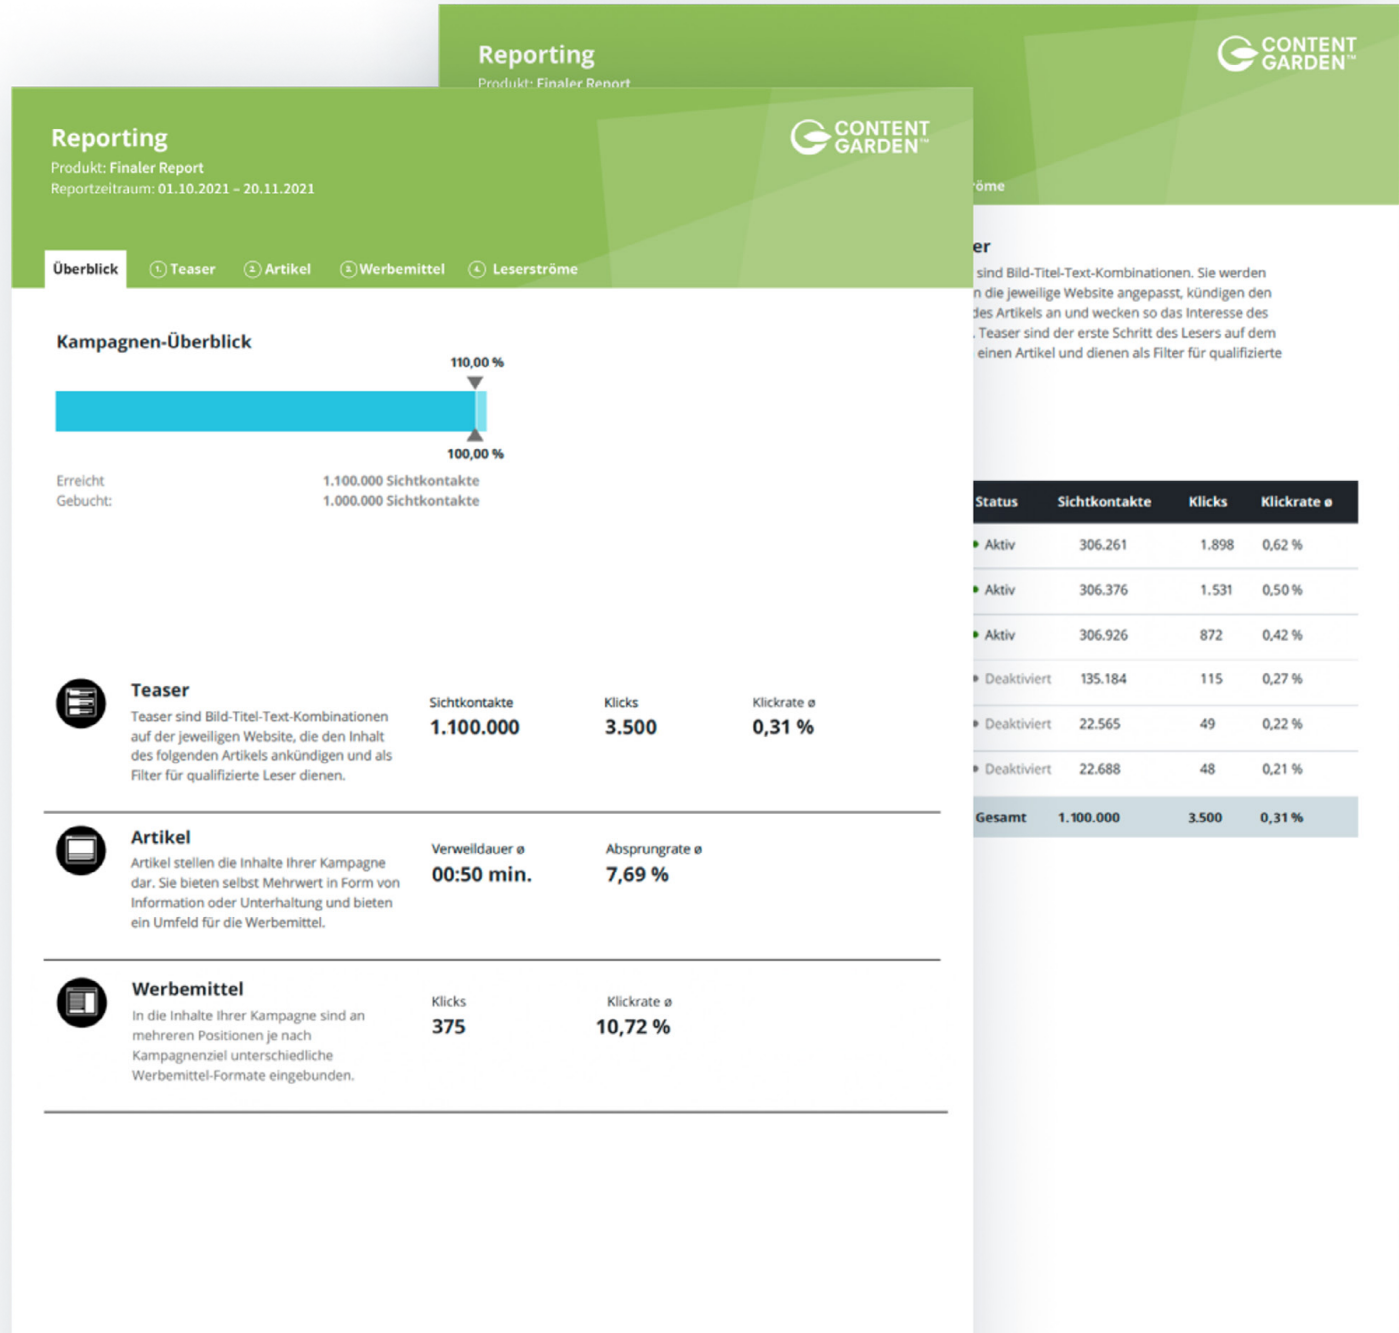 Reporting
Produkt: Finaler Report
CONTENT
GARDEN™
Reporting
Produkt: Finaler Report
Reportzeitraum: 01.10.2021 – 20.11.2021
CONTENT
GARDEN™
Überblick 1. Teaser 2. Artikel 3. Werbemittel 4. Leserströme
Kampagnen-Überblick
110,00 %
100,00 %
Erreicht 1.100.000 Sichtkontakte
Gebucht: 1.000.000 Sichtkontakte
Teaser
Teaser sind Bild-Titel-Text-Kombinationen
auf der jeweiligen Website, die den Inhalt
des folgenden Artikels ankündigen und als
Filter für qualifizierte Leser dienen.
Sichtkontakte Klicks Klickrate ø
1.100.000 3.500 0,31 %
Artikel
Artikel stellen die Inhalte Ihrer Kampagne
dar. Sie bieten selbst Mehrwert in Form von
Information oder Unterhaltung und bieten
ein Umfeld für die Werbemittel.
Verweildauer ø Absprungrate ø
00:50 min. 7,69 %
Werbemittel
In die Inhalte Ihrer Kampagne sind an
mehreren Positionen je nach
Kampagnenziel unterschiedliche
Werbemittel-Formate eingebunden.
Klicks Klickrate ø
375 10,72 %
röme
er
sind Bild-Titel-Text-Kombinationen. Sie werden
n die jeweilige Website angepasst, kündigen den
des Artikels an und wecken so das Interesse des
. Teaser sind der erste Schritt des Lesers auf dem
einen Artikel und dienen als Filter für qualifizierte
Status Sichtkontakte Klicks Klickrate ø
Aktiv 306.261 1.898 0,62 %
Aktiv 306.376 1.531 0,50 %
Aktiv 306.926 872 0,42 %
Deaktiviert 135.184 115 0,27 %
Deaktiviert 22.565 49 0,22 %
Deaktiviert 22.688 48 0,21 %
Gesamt 1.100.000 3.500 0,31 %